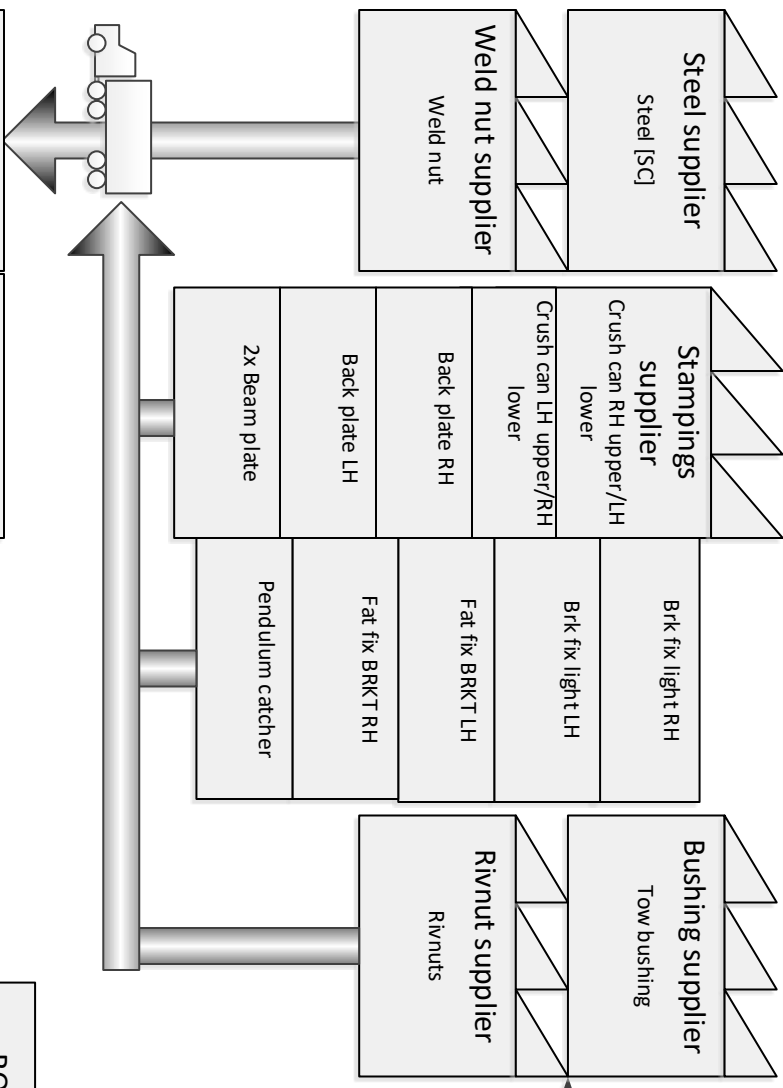 Steel supplier
Steel [SC]
Weld nut supplier
Weld nut
Stampings
supplier
Crush can RH upper/LH
lower
Crush can LH upper/RH
lower
Back plate RH
Back plate LH
2x Beam plate
Brk fix light RH
Brk fix light LH
Fat fix BRKT LH
Fat fix BRKT RH
Pendulum catcher
Bushing supplier
Tow bushing
Rivnut supplier
Rivnuts